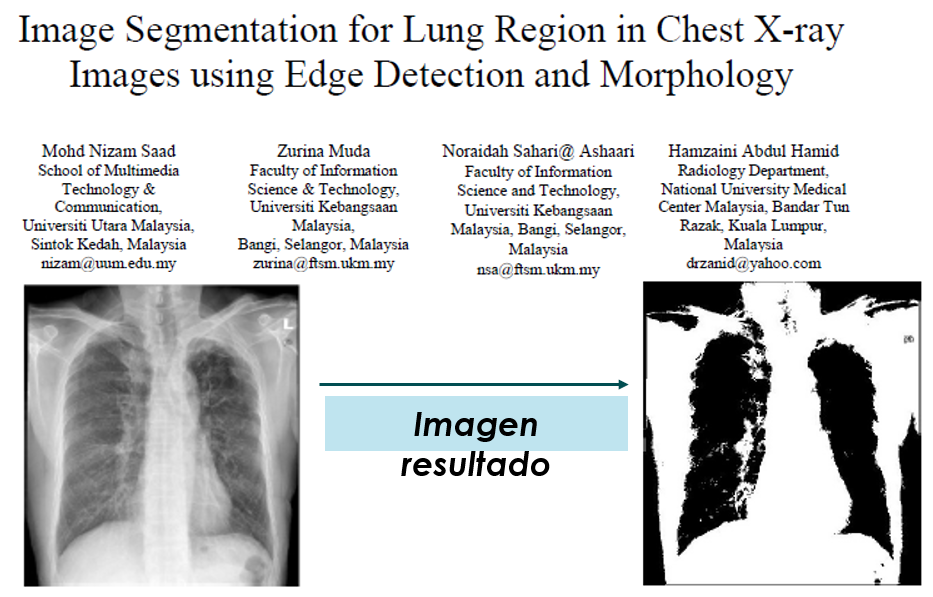 Image Segmentation for Lung Region in Chest X-ray
Images using Edge Detection and Morphology
Mohd Nizam Saad
School of Multimedia
Technology &
Communication,
Universiti Utara Malaysia,
Sintok Kedah, Malaysia
nizam@uum.edu.my
Zurina Muda
Faculty of Information
Science & Technology,
Universiti Kebangsaan
Malaysia,
Bangi, Selangor, Malaysia
zurina@ftsm.ukm.my
Noraidah Sahari@ Ashaari
Faculty of Information
Science and Technology,
Universiti Kebangsaan
Malaysia, Bangi, Selangor,
Malaysia
nsa@ftsm.ukm.my
Hamzaini Abdul Hamid
Radiology Department,
National University Medical
Center Malaysia, Bandar Tun
Razak, Kuala Lumpur,
Malaysia
drzanid@yahoo.com
L
Imagen
resultado